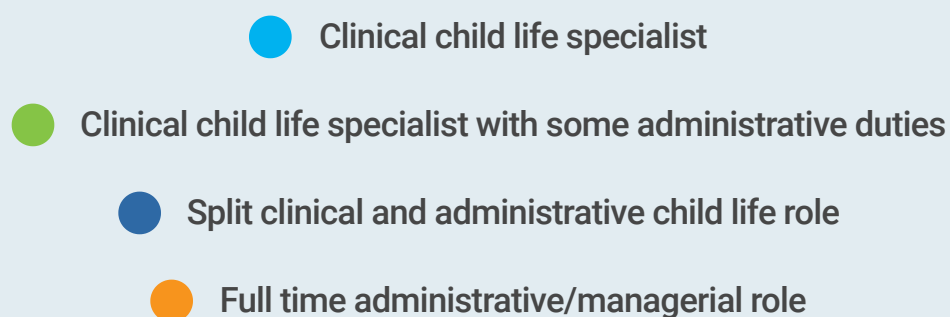 Clinical child life specialist
Clinical child life specialist with some administrative duties
Split clinical and administrative child life role
Full time administrative/managerial role